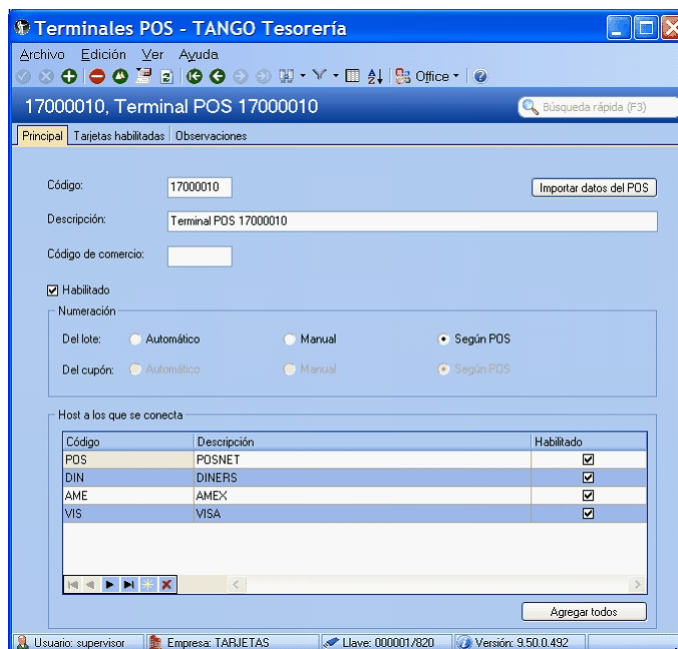 Terminales POS - TANGO Tesorería
Archivo Edición Ver Ayuda
Office
17000010, Terminal POS 17000010
Búsqueda rápida (F3)
Principal Tarjetas habilitadas Observaciones
Código: 17000010 Importar datos del POS
Descripción: Terminal POS 17000010
Código de comercio:
Habilitado
Numeración
Del lote: Automático Manual Según POS
Del cupón: Automático Manual Según POS
Host a los que se conecta
Código Descripción Habilitado
POS POSNET
DIN DINERS
AME AMEX
VIS VISA
Agregar todos
Usuario: supervisor Empresa: TARJETAS Llave: 000001/820 Versión: 9.50.0.492